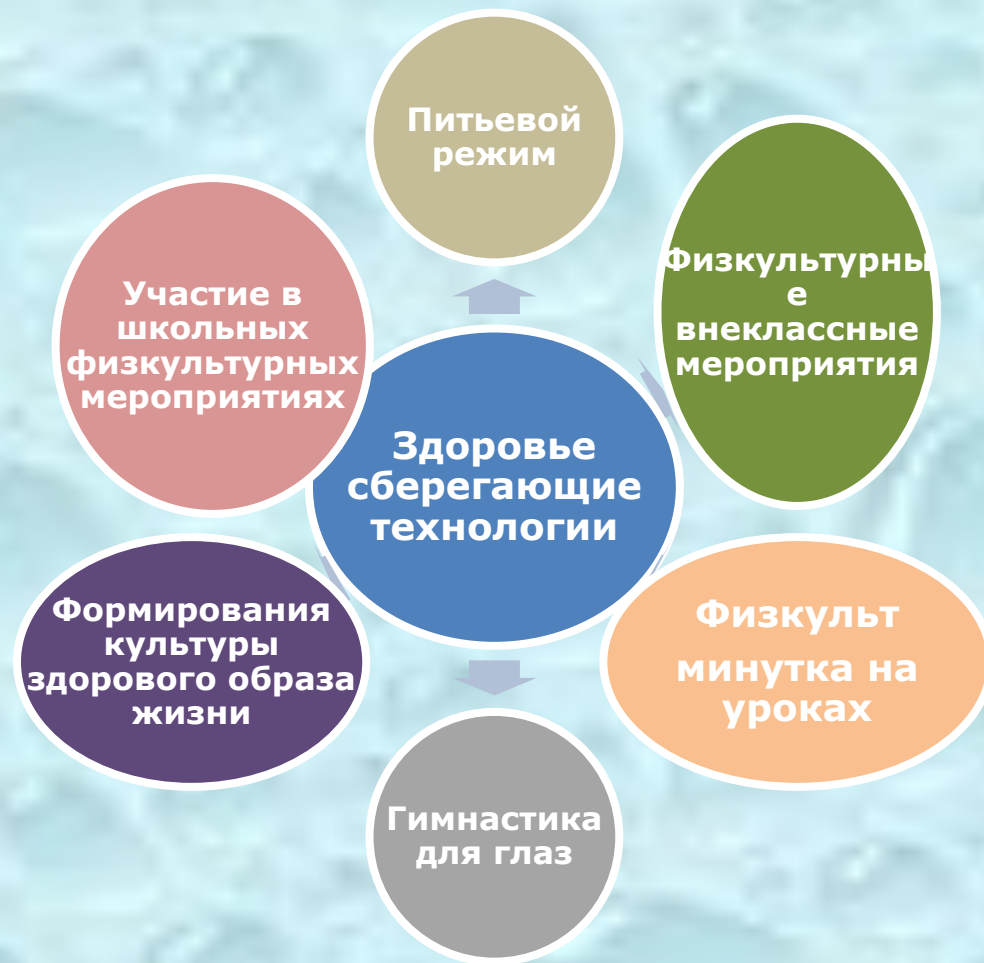 Питьевой
режим
Физкультурны
е
внеклассные
мероприятия
Участие в
школьных
физкультурных
мероприятиях
Здоровье
сберегающие
технологии
Формирования
культуры
здорового образа
жизни
Физкульт
минутка на
уроках
Гимнастика
для глаз